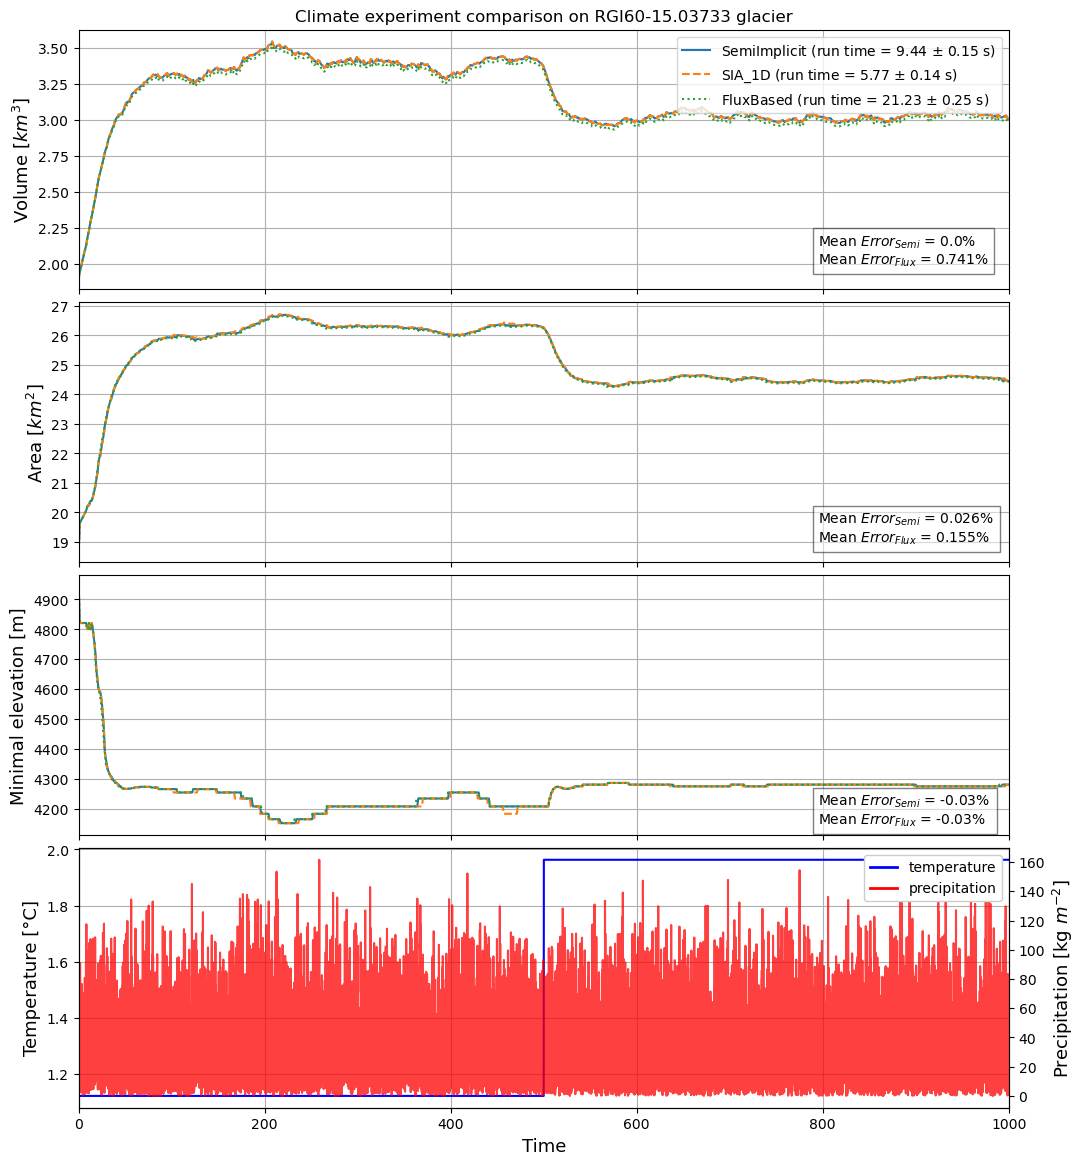 Climate experiment comparison on RGI60-15.03733 glacier
3.50
3.25
3.00
2.75
2.50
2.25
2.00
Volume [km³]
SemiImplicit (run time = 9.44 ± 0.15 s)
SIA_1D (run time = 5.77 ± 0.14 s)
FluxBased (run time = 21.23 ± 0.25 s)
Mean Error_Semi = 0.0%
Mean Error_Flux = 0.741%
27
26
25
24
23
22
21
20
19
Area [km²]
Mean Error_Semi = 0.026%
Mean Error_Flux = 0.155%
4900
4800
4700
4600
4500
4400
4300
4200
Minimal elevation [m]
Mean Error_Semi = -0.03%
Mean Error_Flux = -0.03%
2.0
1.8
1.6
1.4
1.2
Temperature [°C]
temperature
precipitation
160
140
120
100
80
60
40
20
0
Precipitation [kg m⁻²]
0 200 400 600 800 1000
Time